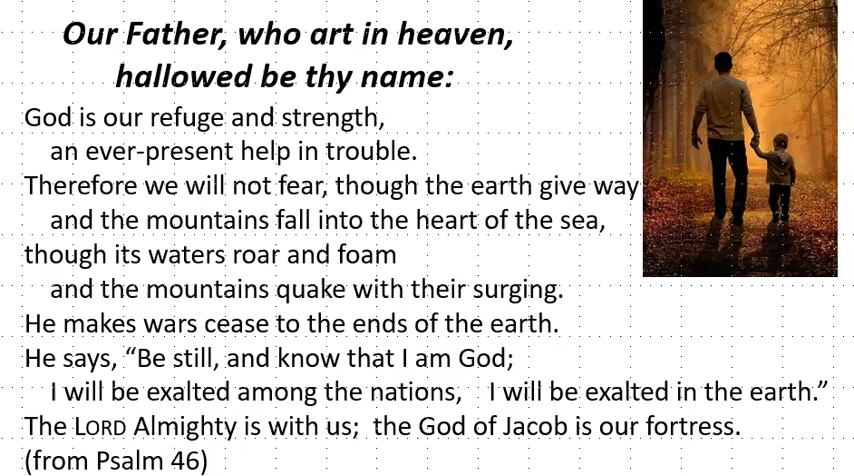 Our Father, who art in heaven,
hallowed be thy name:
God is our refuge and strength,
an ever-present help in trouble.
Therefore we will not fear, though the earth give way
and the mountains fall into the heart of the sea,
though its waters roar and foam
and the mountains quake with their surging.
He makes wars cease to the ends of the earth.
He says, “Be still, and know that I am God;
I will be exalted among the nations,    I will be exalted in the earth.”
The LORD Almighty is with us;  the God of Jacob is our fortress.
(from Psalm 46)